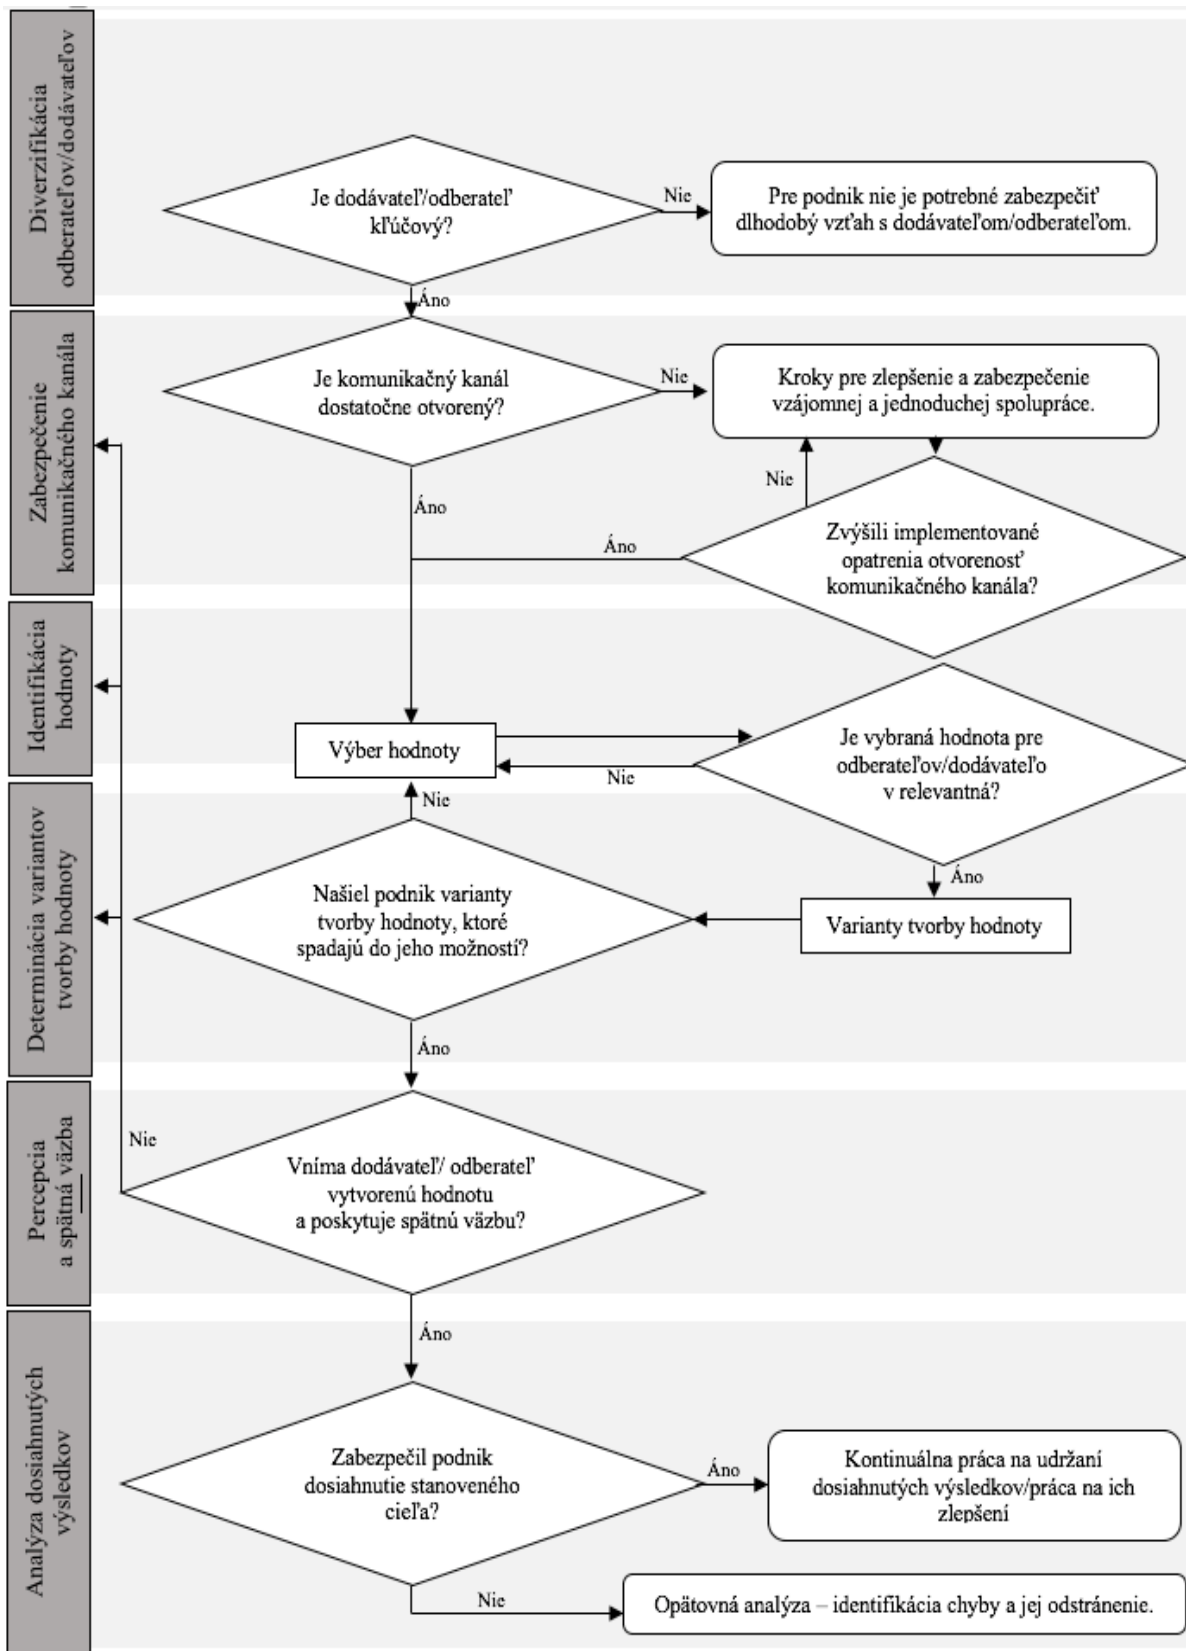 Diverzifikácia
odberateľov/dodávateľov
Je dodávateľ/odberateľ
kľúčový?
Nie
Pre podnik nie je potrebné zabezpečiť
dlhodobý vzťah s dodávateľom/odberateľom.
Áno
Zabezpečenie
komunikačného kanála
Je komunikačný kanál
dostatočne otvorený?
Nie
Kroky pre zlepšenie a zabezpečenie
vzájomnej a jednoduchej spolupráce.
Nie
Áno
Zvýšili implementované
opatrenia otvorenosť
komunikačného kanála?
Áno
Identifikácia
hodnoty
Výber hodnoty
Je vybraná hodnota pre
odberateľov/dodávateľo
v relevantná?
Nie
Nie
Áno
Determinácia variantov
tvorby hodnoty
Našiel podnik varianty
tvorby hodnoty, ktoré
spadajú do jeho možností?
Varianty tvorby hodnoty
Áno
Percepcia
a spätná väzba
Nie
Vníma dodávateľ/ odberateľ
vytvorenú hodnotu
a poskytuje spätnú väzbu?
Áno
Analýza dosiahnutých
výsledkov
Zabezpečil podnik
dosiahnutie stanoveného
cieľa?
Áno
Kontinuálna práca na udržaní
dosiahnutých výsledkov/práca na ich
zlepšení
Nie
Opätovná analýza – identifikácia chyby a jej odstránenie.